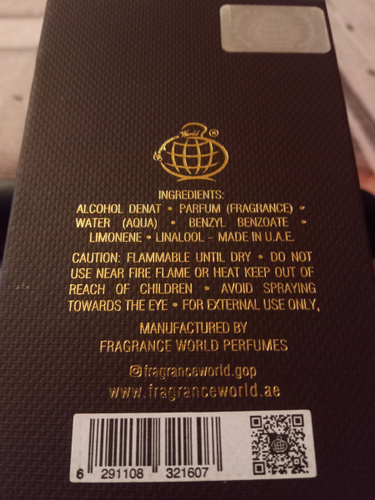 Fragrance World
INGREDIENTS:
ALCOHOL DENAT • PARFUM (FRAGRANCE) •
WATER (AQUA) • BENZYL BENZOATE •
LIMONENE • LINALOOL - MADE IN U.A.E.
CAUTION: FLAMMABLE UNTIL DRY • DO NOT
USE NEAR FIRE FLAME OR HEAT KEEP OUT OF
REACH OF CHILDREN • AVOID SPRAYING
TOWARDS THE EYE • FOR EXTERNAL USE ONLY,
MANUFACTURED BY
FRAGRANCE WORLD PERFUMES
fragranceworld.gop
www.fragranceworld.ae
6 291108 321607